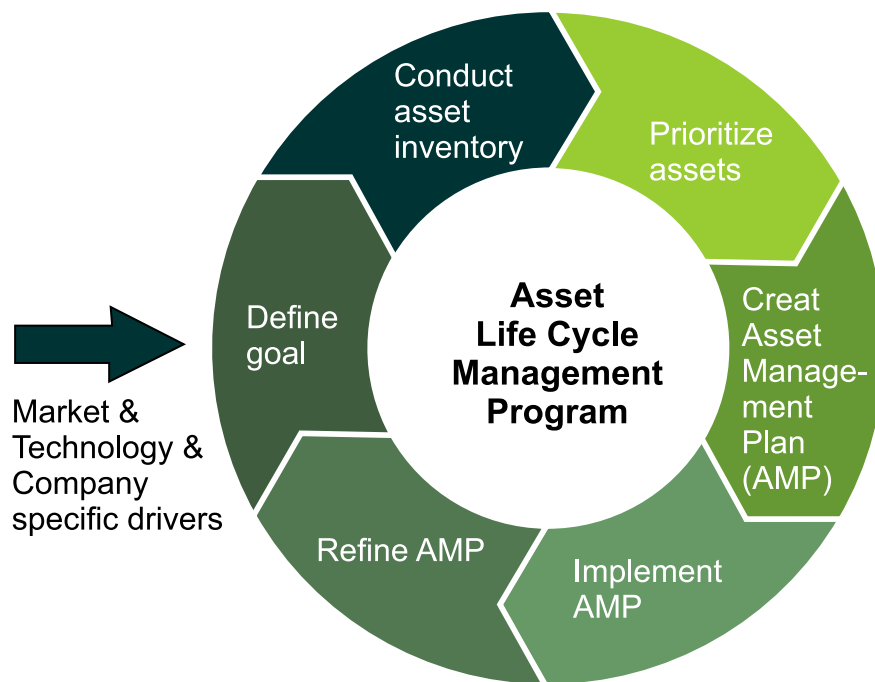 Conduct
asset
inventory
Prioritize
assets
Creat
Asset
Manage-
ment
Plan
(AMP)
Implement
AMP
Refine AMP
Define
goal
Asset
Life Cycle
Management
Program
Market &
Technology &
Company
specific drivers